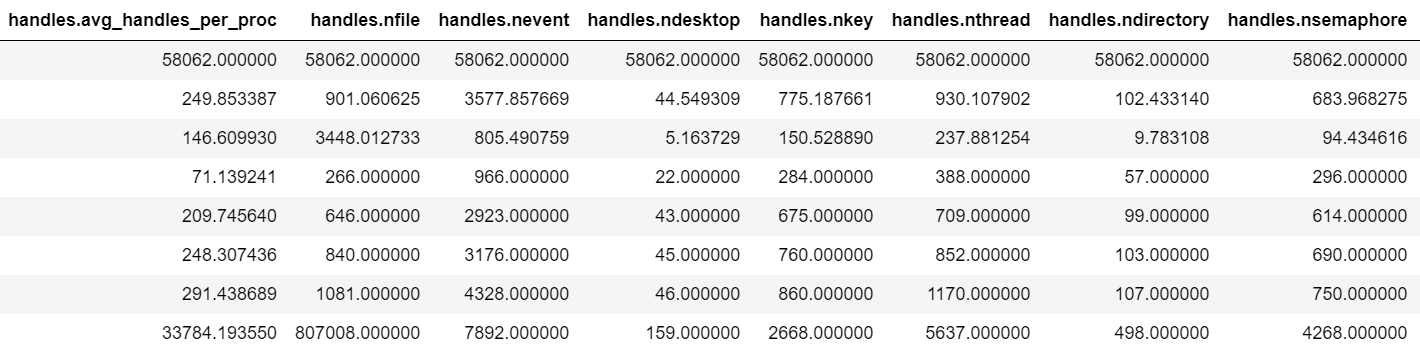 handles.avg_handles_per_proc handles.nfile handles.nevent handles.ndesktop handles.nkey handles.nthread handles.ndirectory handles.nsemaphore
58062.000000 58062.000000 58062.000000 58062.000000 58062.000000 58062.000000 58062.000000 58062.000000
249.853387 901.060625 3577.857669 44.549309 775.187661 930.107902 102.433140 683.968275
146.609930 3448.012733 805.490759 5.163729 150.528890 237.881254 9.783108 94.434616
71.139241 266.000000 966.000000 22.000000 284.000000 388.000000 57.000000 296.000000
209.745640 646.000000 2923.000000 43.000000 675.000000 709.000000 99.000000 614.000000
248.307436 840.000000 3176.000000 45.000000 760.000000 852.000000 103.000000 690.000000
291.438689 1081.000000 4328.000000 46.000000 860.000000 1170.000000 107.000000 750.000000
33784.193550 807008.000000 7892.000000 159.000000 2668.000000 5637.000000 498.000000 4268.000000